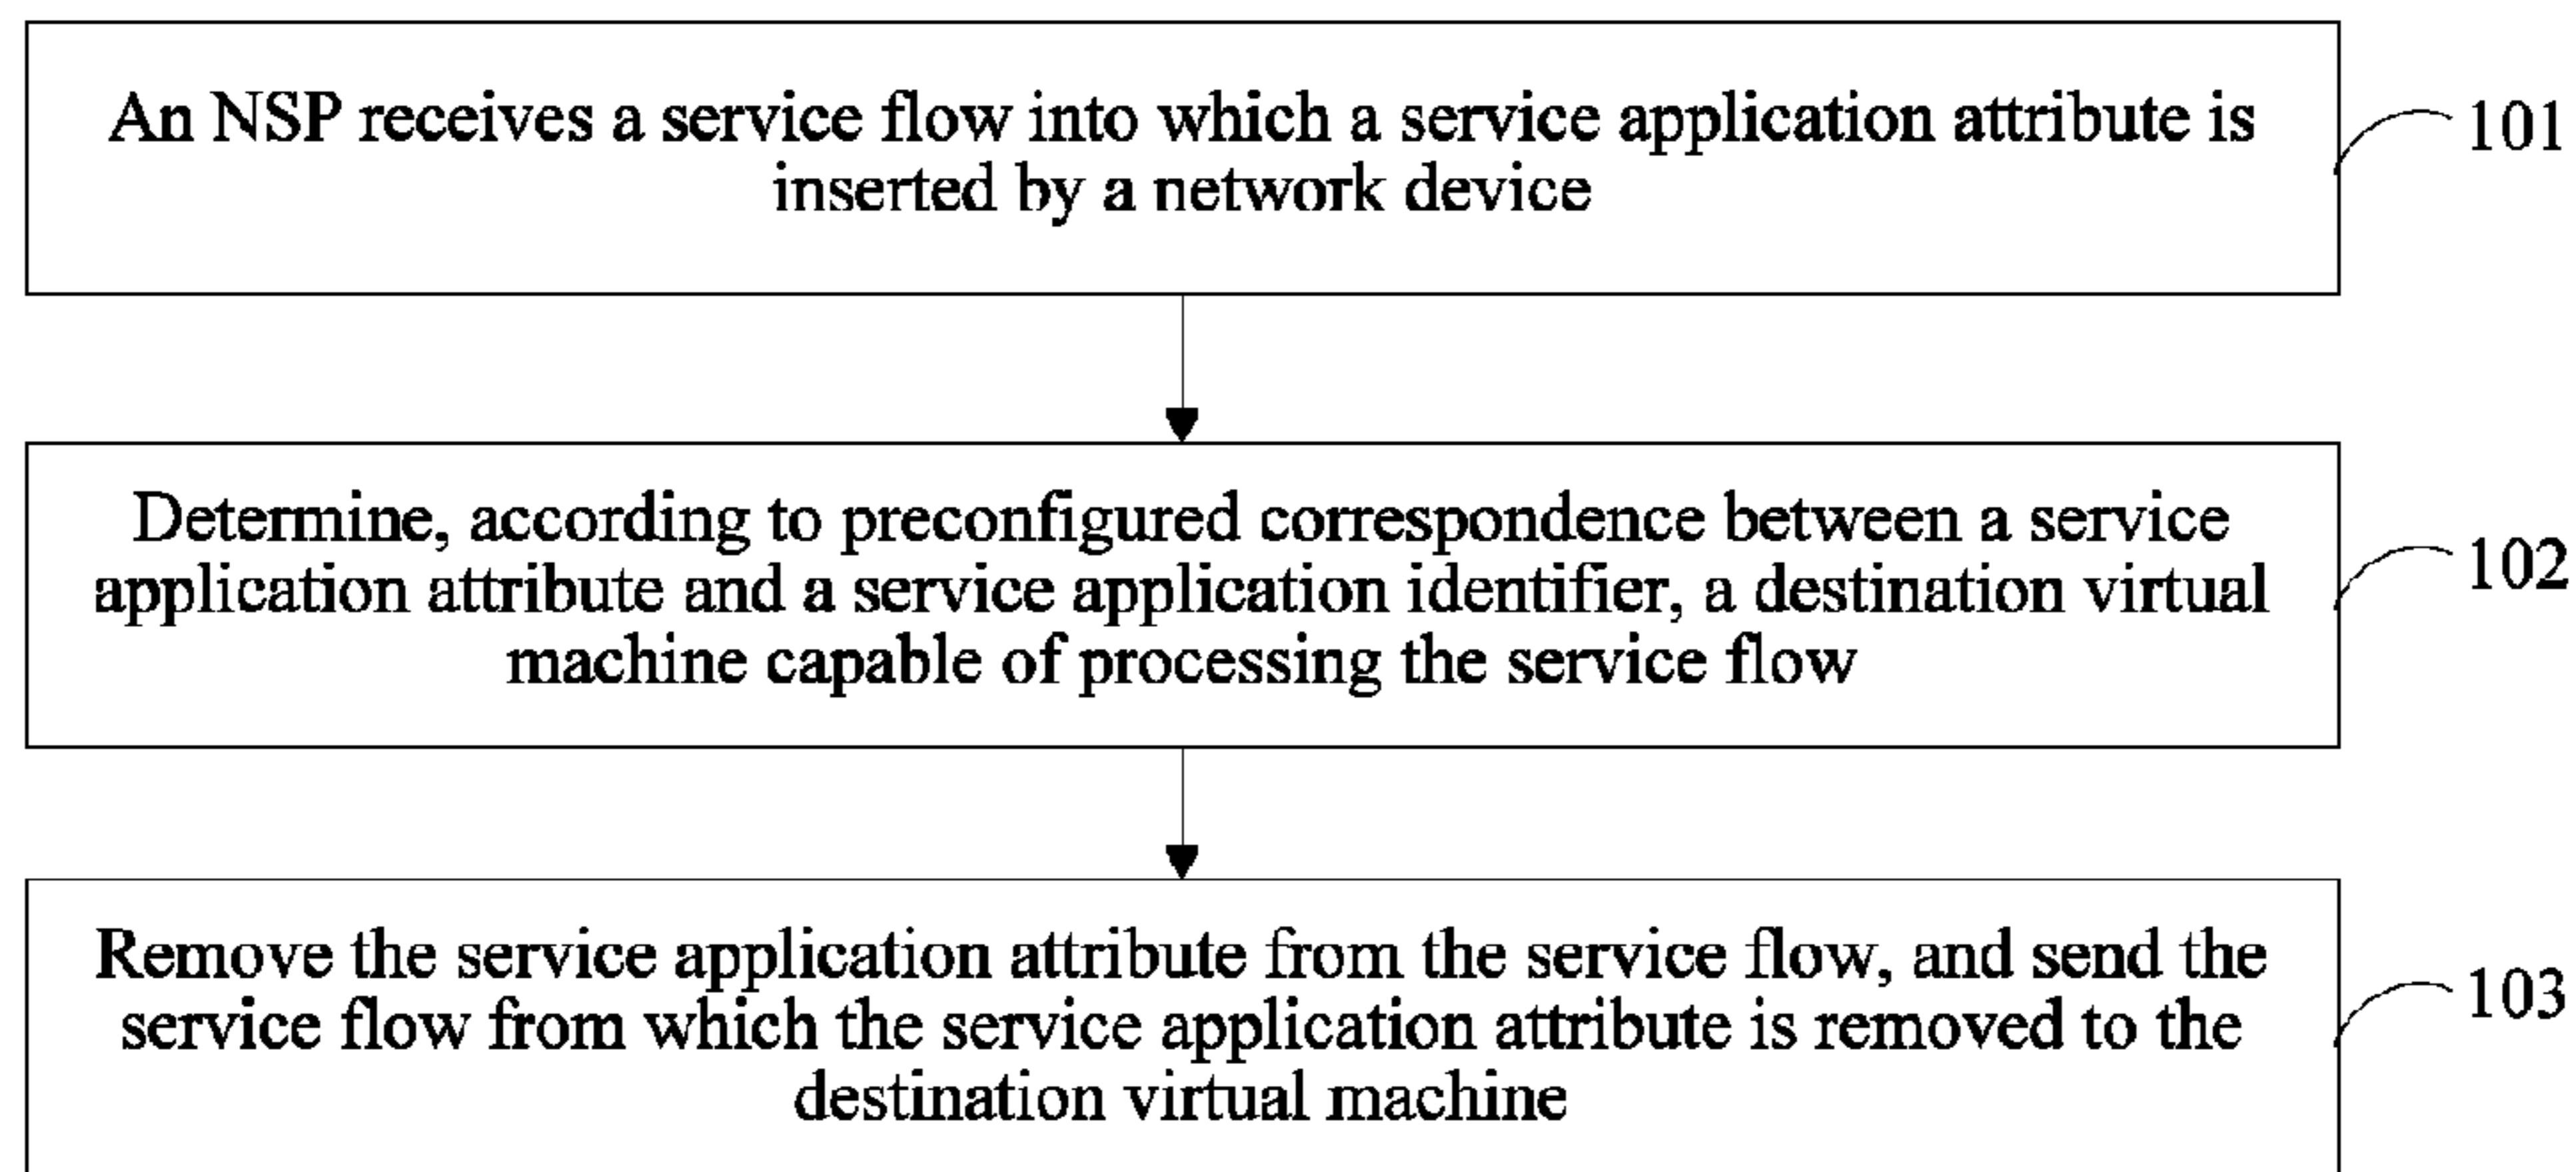 An NSP receives a service flow into which a service application attribute is
inserted by a network device
101
Determine, according to preconfigured correspondence between a service
application attribute and a service application identifier, a destination virtual
machine capable of processing the service flow
102
Remove the service application attribute from the service flow, and send the
service flow from which the service application attribute is removed to the
destination virtual machine
103